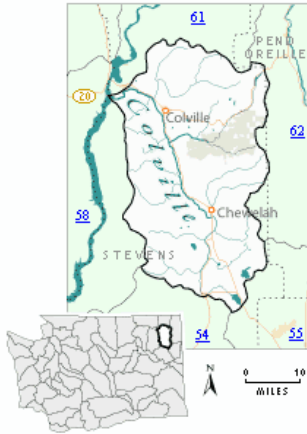 61
PEND
OREILLE
20
Colville
62
Colville
Chewelah
58
STEVENS
54
55
N
0 10
MILES